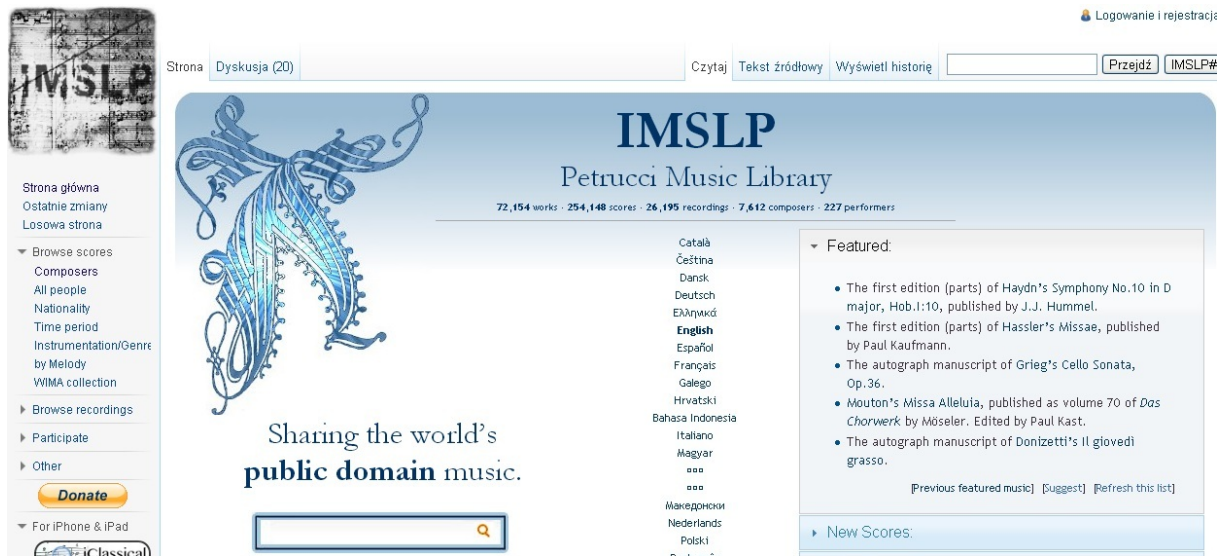 Logowanie i rejestracja
IMSLP
Strona Dyskusja (20) Czytaj Tekst źródłowy Wyświetl historię Przejdź IMSLP#
Strona główna
Ostatnie zmiany
Losowa strona
Browse scores
Composers
All people
Nationality
Time period
Instrumentation/Genre
by Melody
WIMA collection
Browse recordings
Participate
Other
Donate
For iPhone & iPad
iClassical
IMSLP
Petrucci Music Library
72,154 works · 254,148 scores · 26,195 recordings · 7,612 composers · 227 performers
Sharing the world's
public domain music.
Català
Čeština
Dansk
Deutsch
Ελληνικά
English
Español
Français
Galego
Hrvatski
Bahasa Indonesia
Italiano
Magyar
Македонски
Nederlands
Polski
Featured:
• The first edition (parts) of Haydn's Symphony No.10 in D
major, Hob.I:10, published by J.J. Hummel.
• The first edition (parts) of Hassler's Missae, published
by Paul Kaufmann.
• The autograph manuscript of Grieg's Cello Sonata,
Op.36.
• Mouton's Missa Alleluia, published as volume 70 of Das
Chorwerk by Möseler. Edited by Paul Kast.
• The autograph manuscript of Donizetti's Il giovedì
grasso.
[Previous featured music] [Suggest] [Refresh this list]
New Scores: